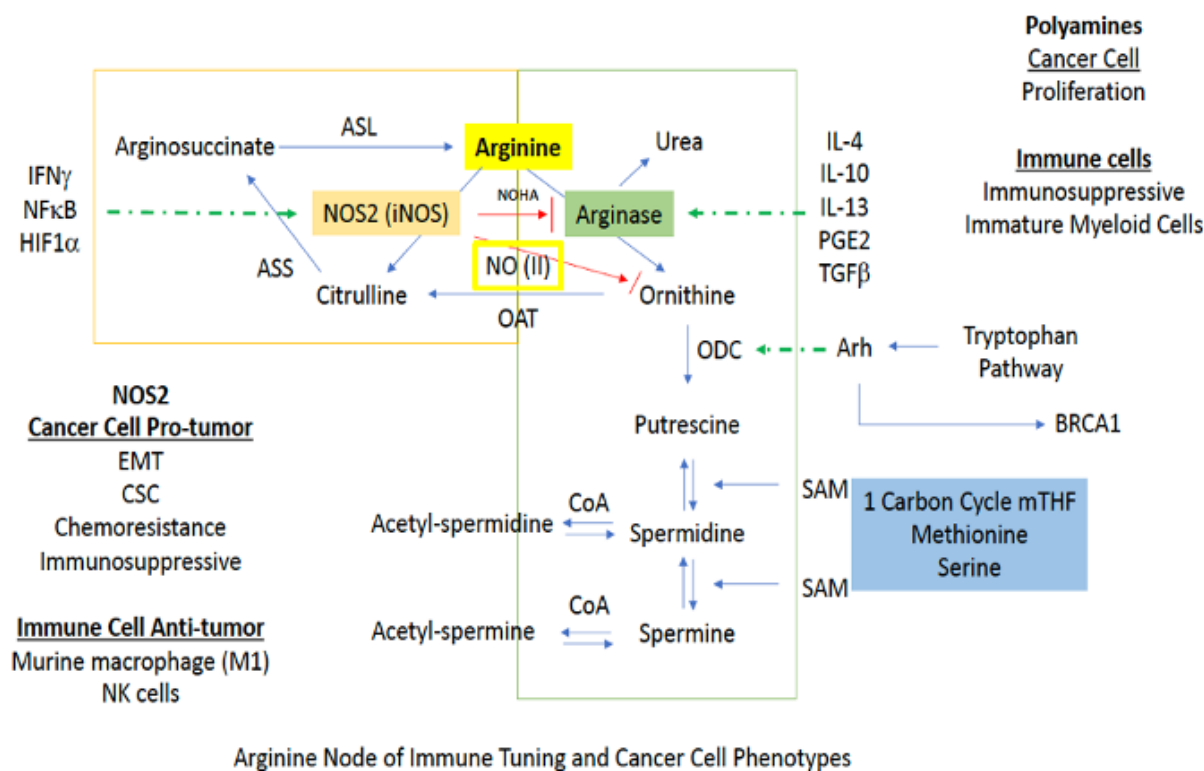 Polyamines
Cancer Cell
Proliferation
Immune cells
Immunosuppressive
Immature Myeloid Cells
Arginosuccinate
ASL
Arginine
Urea
IFNγ
NFκB
HIF1α
NOS2 (iNOS)
NOHA
Arginase
IL-4
IL-10
IL-13
PGE2
TGFβ
ASS
Citrulline
NO (II)
OAT
Ornithine
ODC
Arh
Tryptophan
Pathway
BRCA1
Putrescine
SAM
1 Carbon Cycle mTHF
Methionine
Serine
CoA
Acetyl-spermidine
Spermidine
SAM
CoA
Acetyl-spermine
Spermine
NOS2
Cancer Cell Pro-tumor
EMT
CSC
Chemoresistance
Immunosuppressive
Immune Cell Anti-tumor
Murine macrophage (M1)
NK cells
Arginine Node of Immune Tuning and Cancer Cell Phenotypes